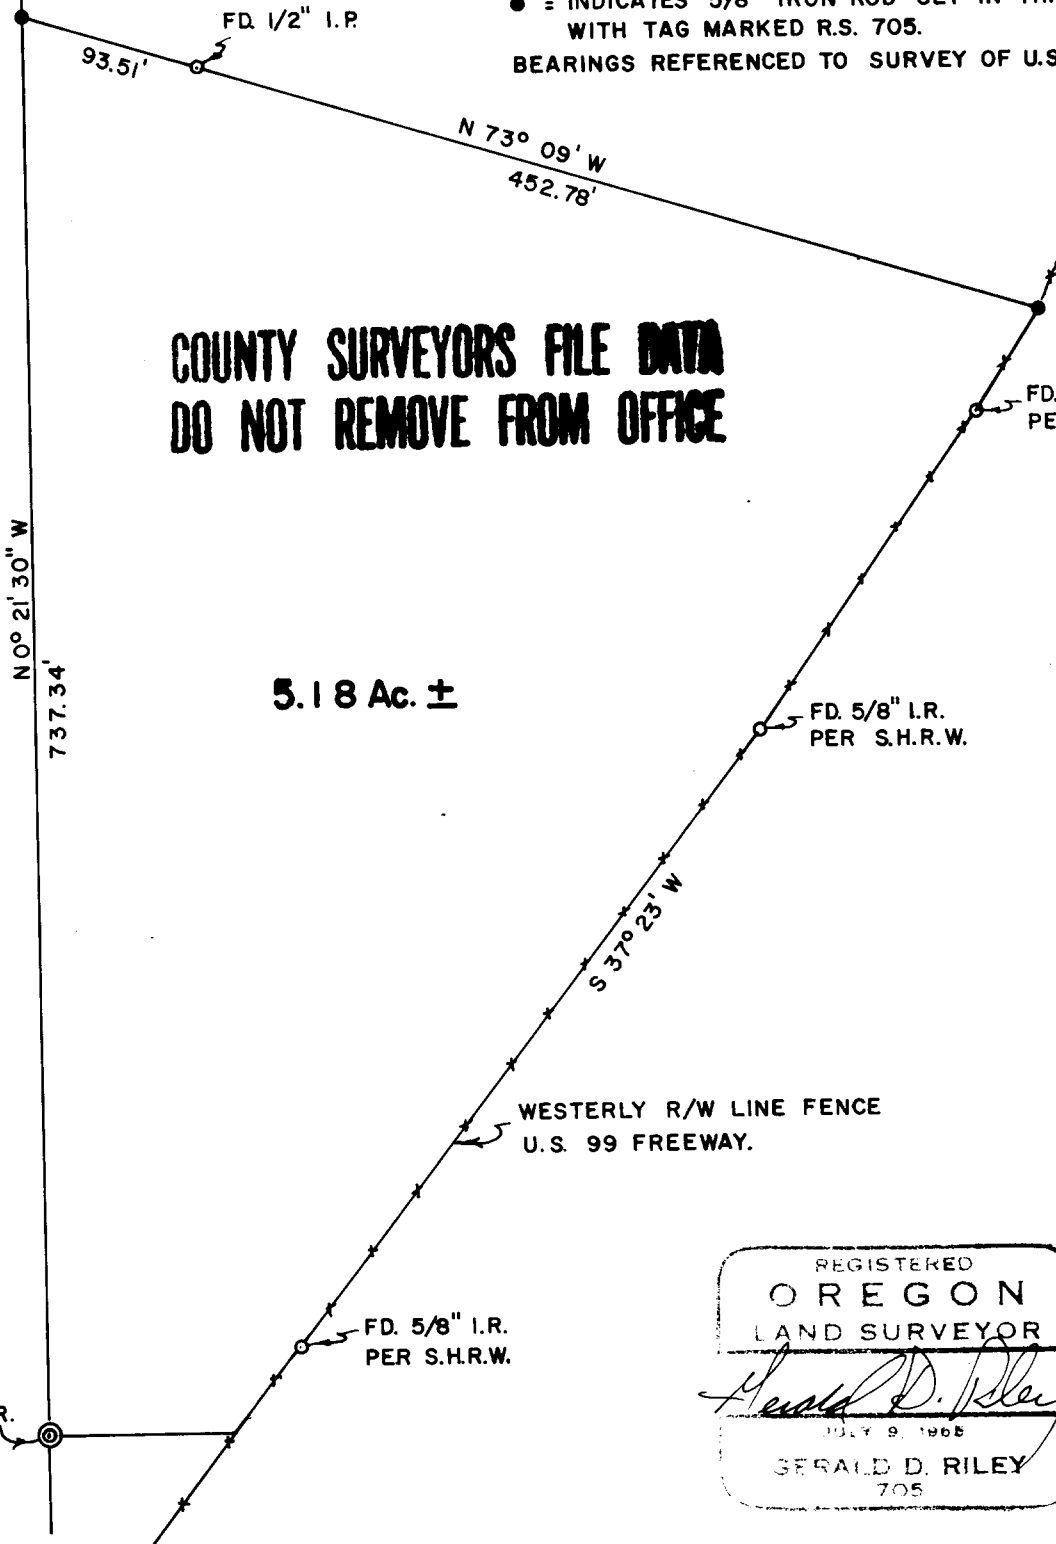 FD. 1/2" I.P.
● = INDICATES 5/8" IRON ROD SET IN
WITH TAG MARKED R.S. 705.
BEARINGS REFERENCED TO SURVEY OF U.S.
93.51'
N 73° 09' W
452.78'
COUNTY SURVEYORS FILE DATA
DO NOT REMOVE FROM OFFICE
FD.
PE
N 0° 21' 30" W
737.34'
5.18 Ac. ±
FD. 5/8" I.R.
PER S.H.R.W.
S 37° 23' W
WESTERLY R/W LINE FENCE
U.S. 99 FREEWAY.
FD. 5/8" I.R.
PER S.H.R.W.
R.
REGISTERED
OREGON
LAND SURVEYOR
Gerald D. Riley
JULY 9, 1965
GERALD D. RILEY
705